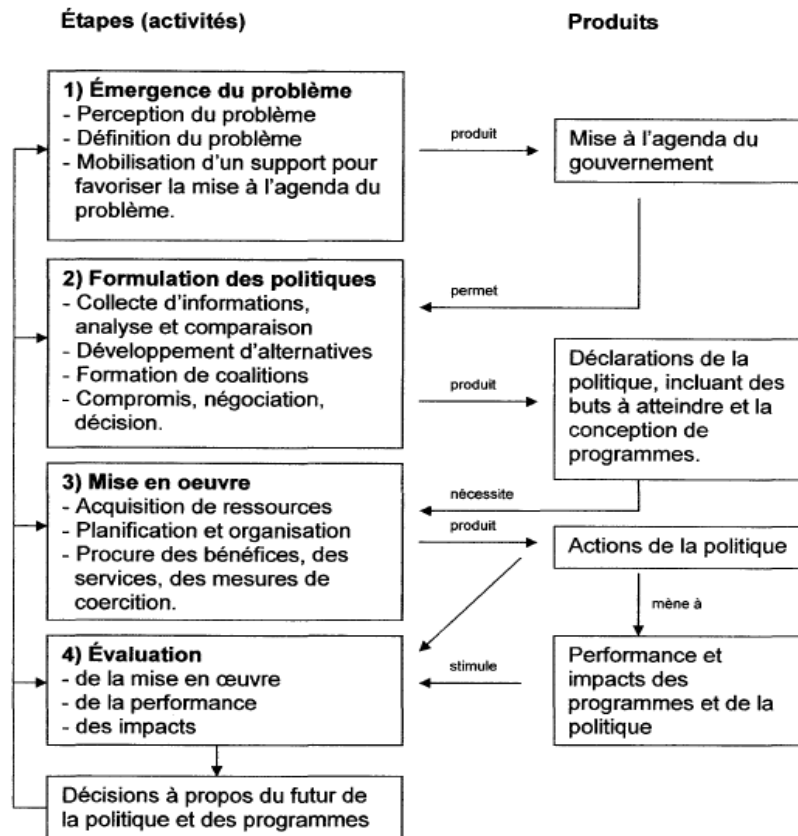 Étapes (activités)
Produits
1) Émergence du problème
- Perception du problème
- Définition du problème
- Mobilisation d'un support pour
favoriser la mise à l'agenda du
problème.
produit
Mise à l'agenda du
gouvernement
2) Formulation des politiques
- Collecte d'informations,
analyse et comparaison
- Développement d'alternatives
- Formation de coalitions
- Compromis, négociation,
décision.
permet
produit
Déclarations de la
politique, incluant des
buts à atteindre et la
conception de
programmes.
3) Mise en oeuvre
- Acquisition de ressources
- Planification et organisation
- Procure des bénéfices, des
services, des mesures de
coercition.
nécessite
produit
Actions de la politique
mène à
4) Évaluation
- de la mise en œuvre
- de la performance
- des impacts
stimule
Performance et
impacts des
programmes et de la
politique
Décisions à propos du futur de
la politique et des programmes